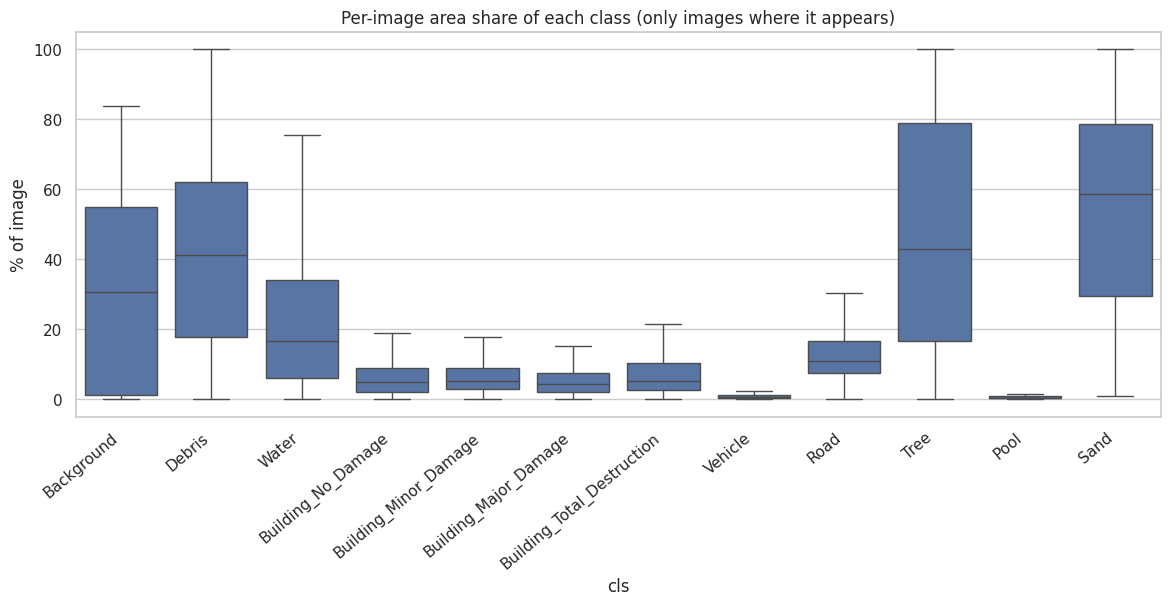 Per-image area share of each class (only images where it appears)
% of image
100
80
60
40
20
0
Background
Debris
Water
Building_No_Damage
Building_Minor_Damage
Building_Major_Damage
Building_Total_Destruction
Vehicle
Road
Tree
Pool
Sand
cls